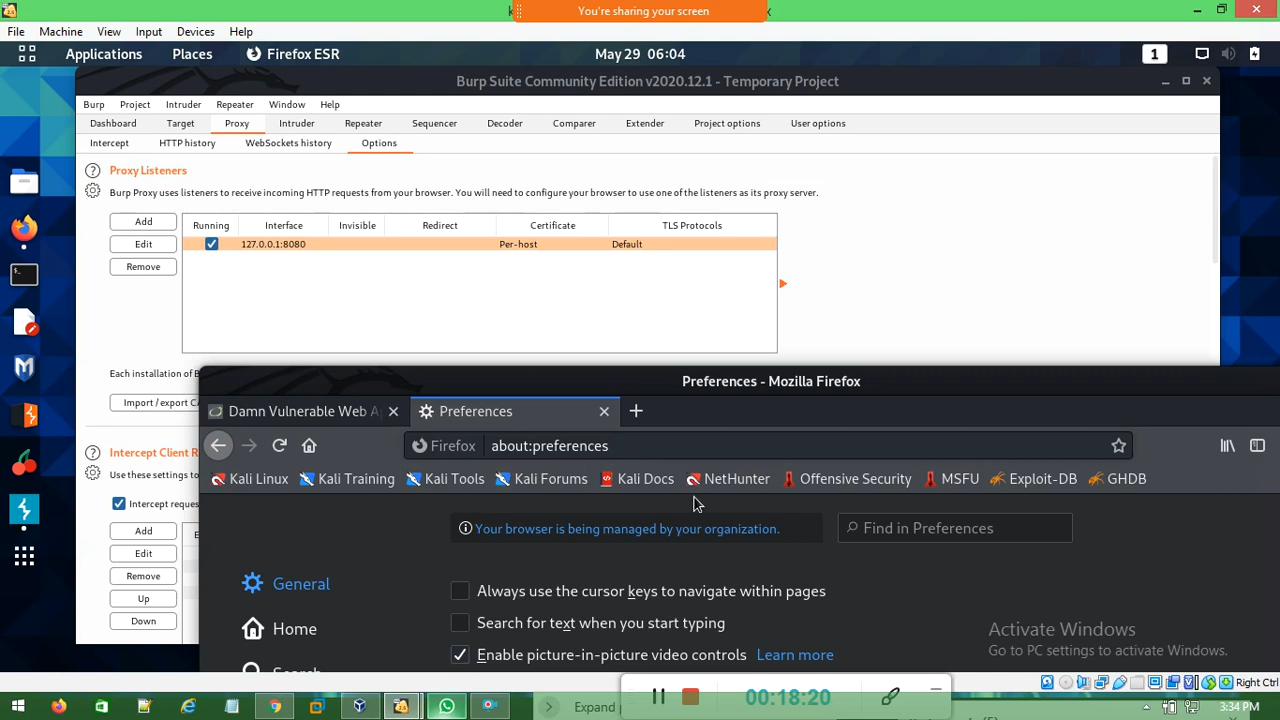 k
You're sharing your screen
x
File Machine View Input Devices Help
Applications Places Firefox ESR May 29 06:04 1
Burp Suite Community Edition v2020.12.1 - Temporary Project
Burp Project Intruder Repeater Window Help
Dashboard Target Proxy Intruder Repeater Sequencer Decoder Comparer Extender Project options User options
Intercept HTTP history WebSockets history Options
? Proxy Listeners
Burp Proxy uses listeners to receive incoming HTTP requests from your browser. You will need to configure your browser to use one of the listeners as its proxy server.
Add Running Interface Invisible Redirect Certificate TLS Protocols
Edit 127.0.0.1:8080 Per-host Default
Remove
Each installation of B
Import / export CA
Preferences - Mozilla Firefox
Damn Vulnerable Web A Preferences
Firefox about:preferences
? Intercept Client R
Use these settings to
Kali Linux Kali Training Kali Tools Kali Forums Kali Docs NetHunter Offensive Security MSFU Exploit-DB GHDB
Intercept reque
Add E
Edit
Remove
Up
Down
Your browser is being managed by your organization. Find in Preferences
General
Always use the cursor keys to navigate within pages
Home
Search for text when you start typing
Search
Enable picture-in-picture video controls Learn more
Activate Windows
Go to PC settings to activate Windows.
Right Ctrl
00:18:20
Expand p
3:34 PM